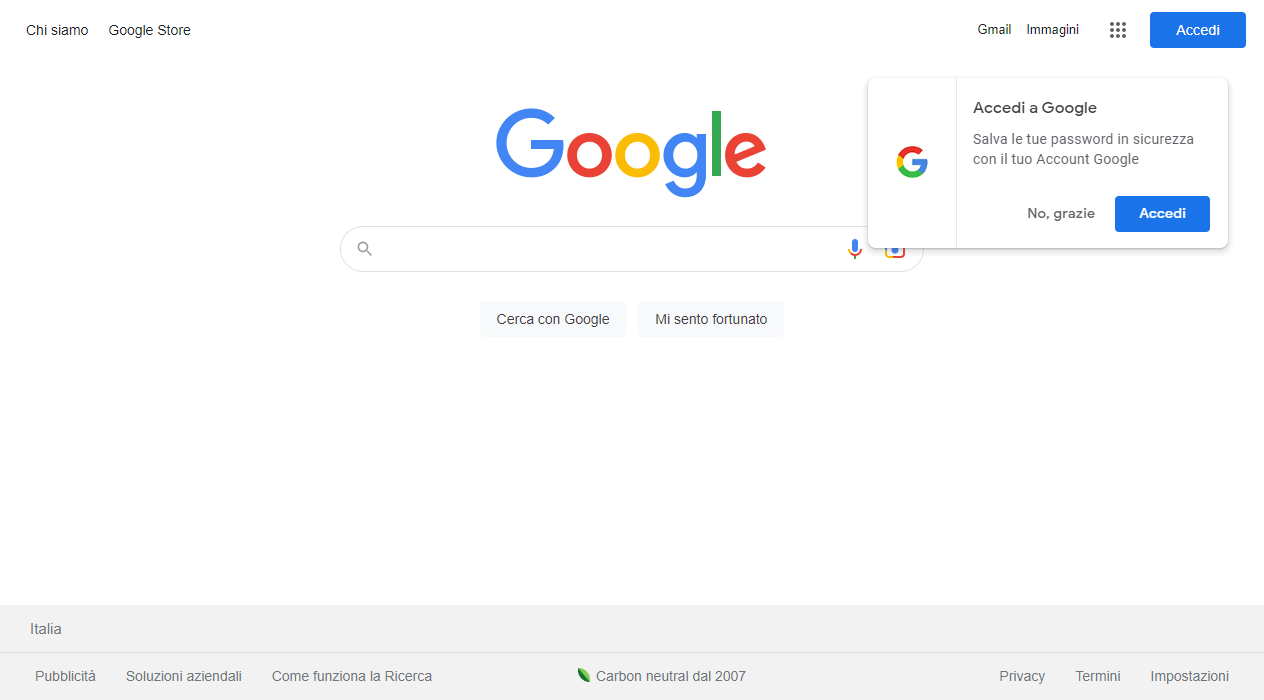 Chi siamo Google Store Gmail Immagini Accedi
Google
Accedi a Google
Salva le tue password in sicurezza
con il tuo Account Google
No, grazie Accedi
Cerca con Google Mi sento fortunato
Italia
Pubblicità Soluzioni aziendali Come funziona la Ricerca Carbon neutral dal 2007 Privacy Termini Impostazioni